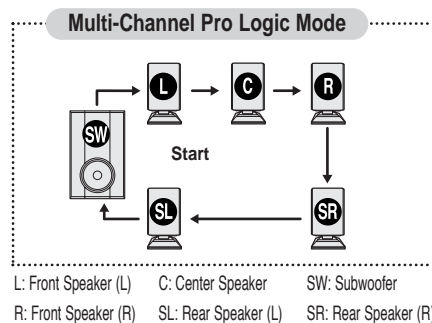 Multi-Channel Pro Logic Mode
L C R
SW
Start
SL SR
L: Front Speaker (L) C: Center Speaker SW: Subwoofer
R: Front Speaker (R) SL: Rear Speaker (L) SR: Rear Speaker (R)